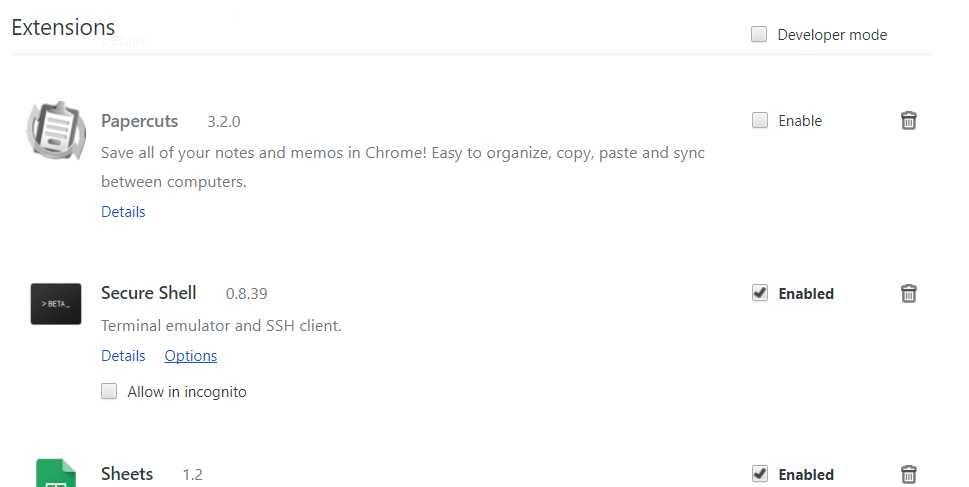 Extensions
Details
Developer mode
Papercuts 3.2.0 Enable
Save all of your notes and memos in Chrome! Easy to organize, copy, paste and sync
between computers.
Details
>BETA_
Secure Shell 0.8.39 Enabled
Terminal emulator and SSH client.
Details Options
Allow in incognito
Sheets 1.2 Enabled